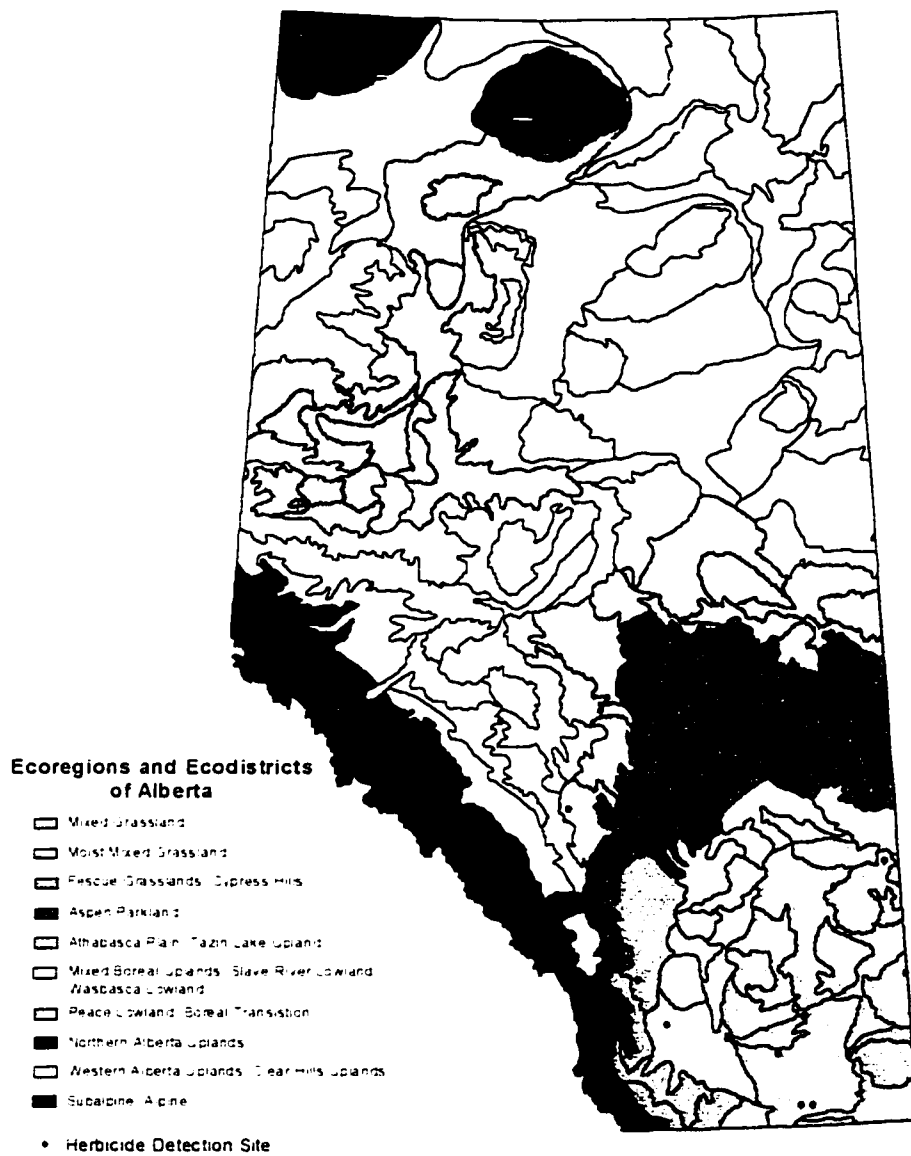 Ecoregions and Ecodistricts
of Alberta
Mixed Grassland
Moist Mixed Grassland
Fescue Grasslands Cypress Hills
Aspen Parkland
Athabasca Plain Tazin Lake Upland
Mixed Boreal Uplands Slave River Lowland
Wasbasca Lowland
Peace Lowland Boreal Transistion
Northern Alberta Uplands
Western Alberta Uplands Clear Hills Uplands
Subalpine Alpine
Herbicide Detection Site